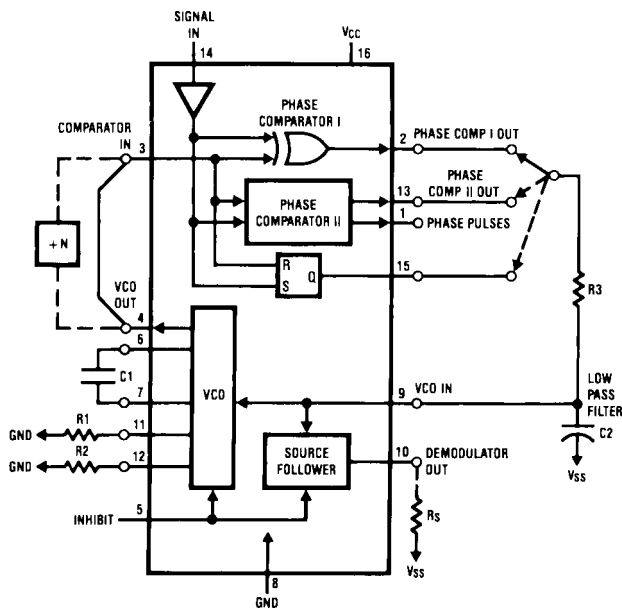 SIGNAL
IN
14
VCC
16
PHASE
COMPARATOR I
COMPARATOR
IN
3
2
PHASE COMP I OUT
PHASE
COMP II OUT
13
PHASE
COMPARATOR II
1
PHASE PULSES
+N
R
S
Q
15
R3
VCO
OUT
4
6
C1
7
VCO
9
VCO IN
LOW
PASS
FILTER
C2
VSS
GND
R1
11
GND
R2
12
SOURCE
FOLLOWER
10
DEMODULATOR
OUT
RS
VSS
INHIBIT
5
8
GND